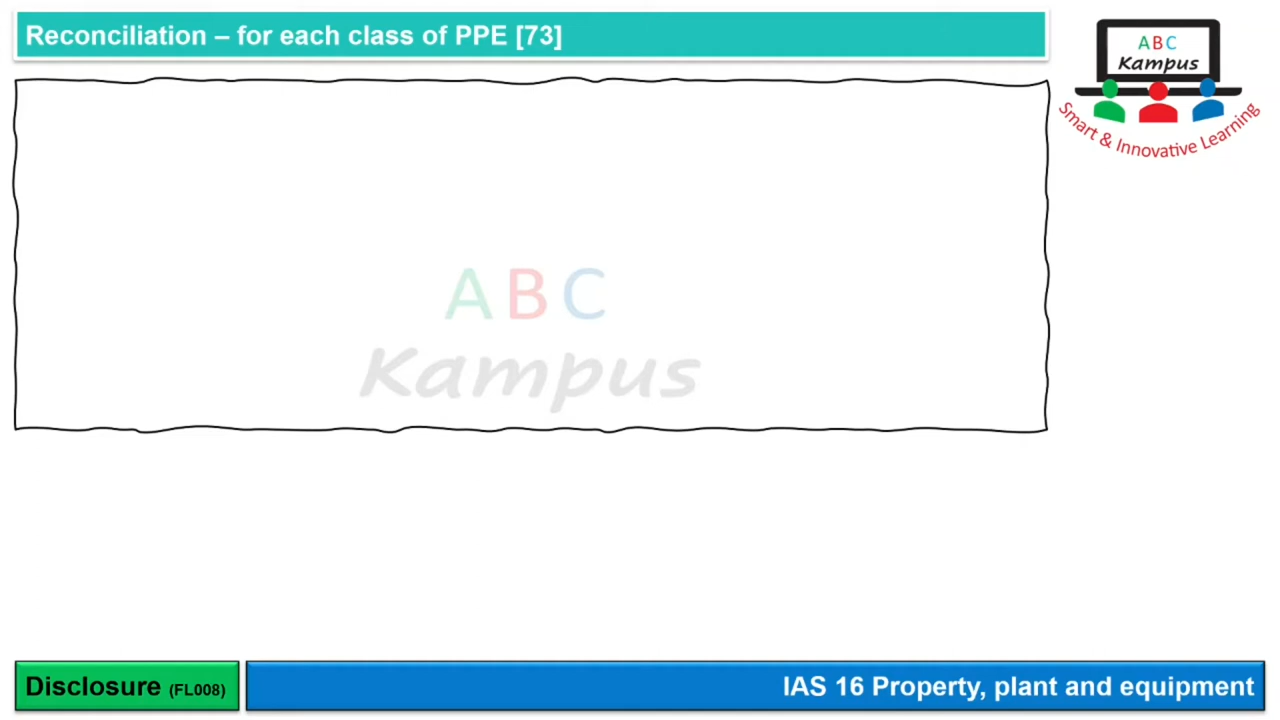 Reconciliation – for each class of PPE [73]
ABC
Kampus
Smart & Innovative Learning
ABC
Kampus
Disclosure (FL008)
IAS 16 Property, plant and equipment